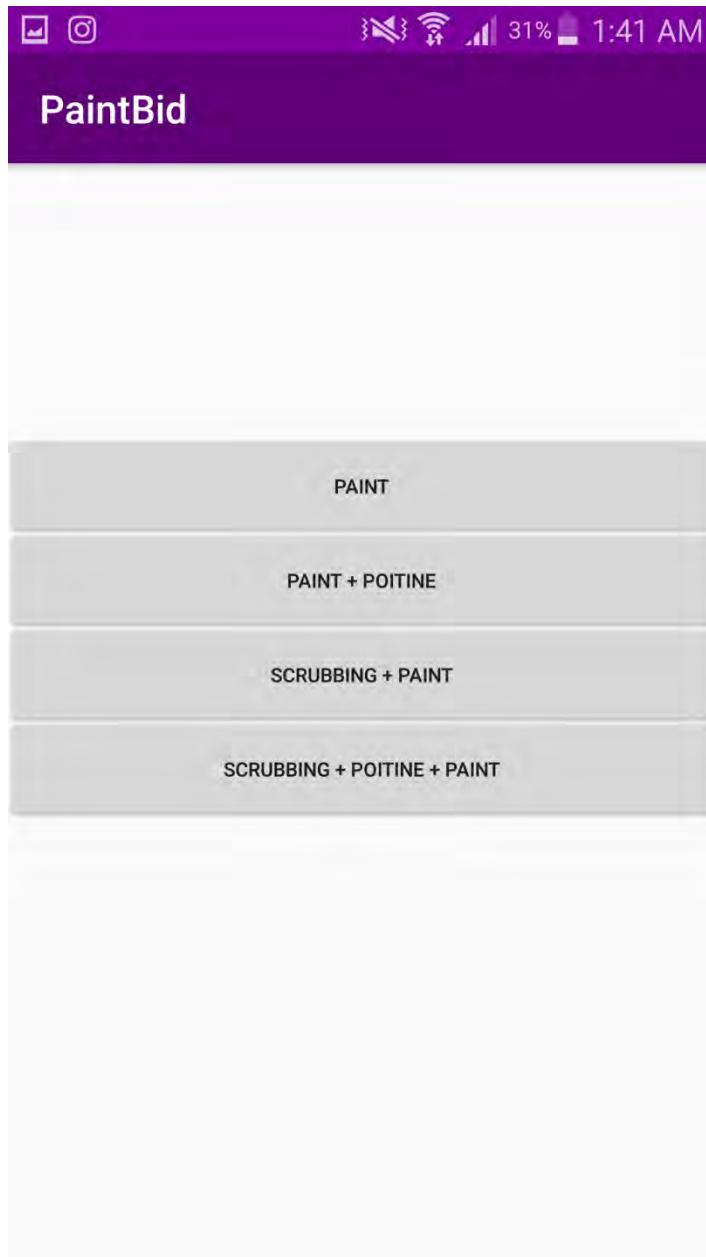 31% 1:41 AM
PaintBid
PAINT
PAINT + POITINE
SCRUBBING + PAINT
SCRUBBING + POITINE + PAINT